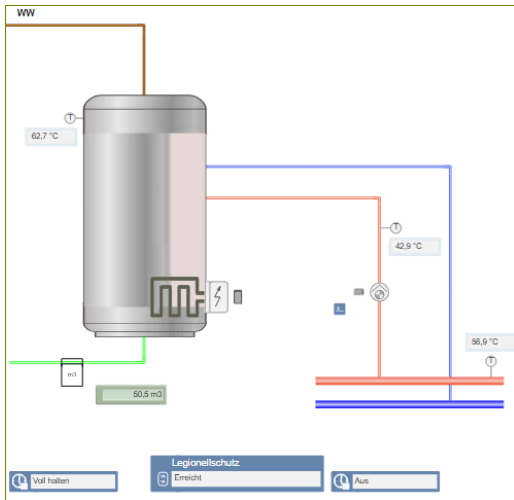 WW
T
62,7 °C
T
42,9 °C
56,9 °C
T
m3
50,5 m3
Legionellschutz
Voll halten
Erreicht
Aus